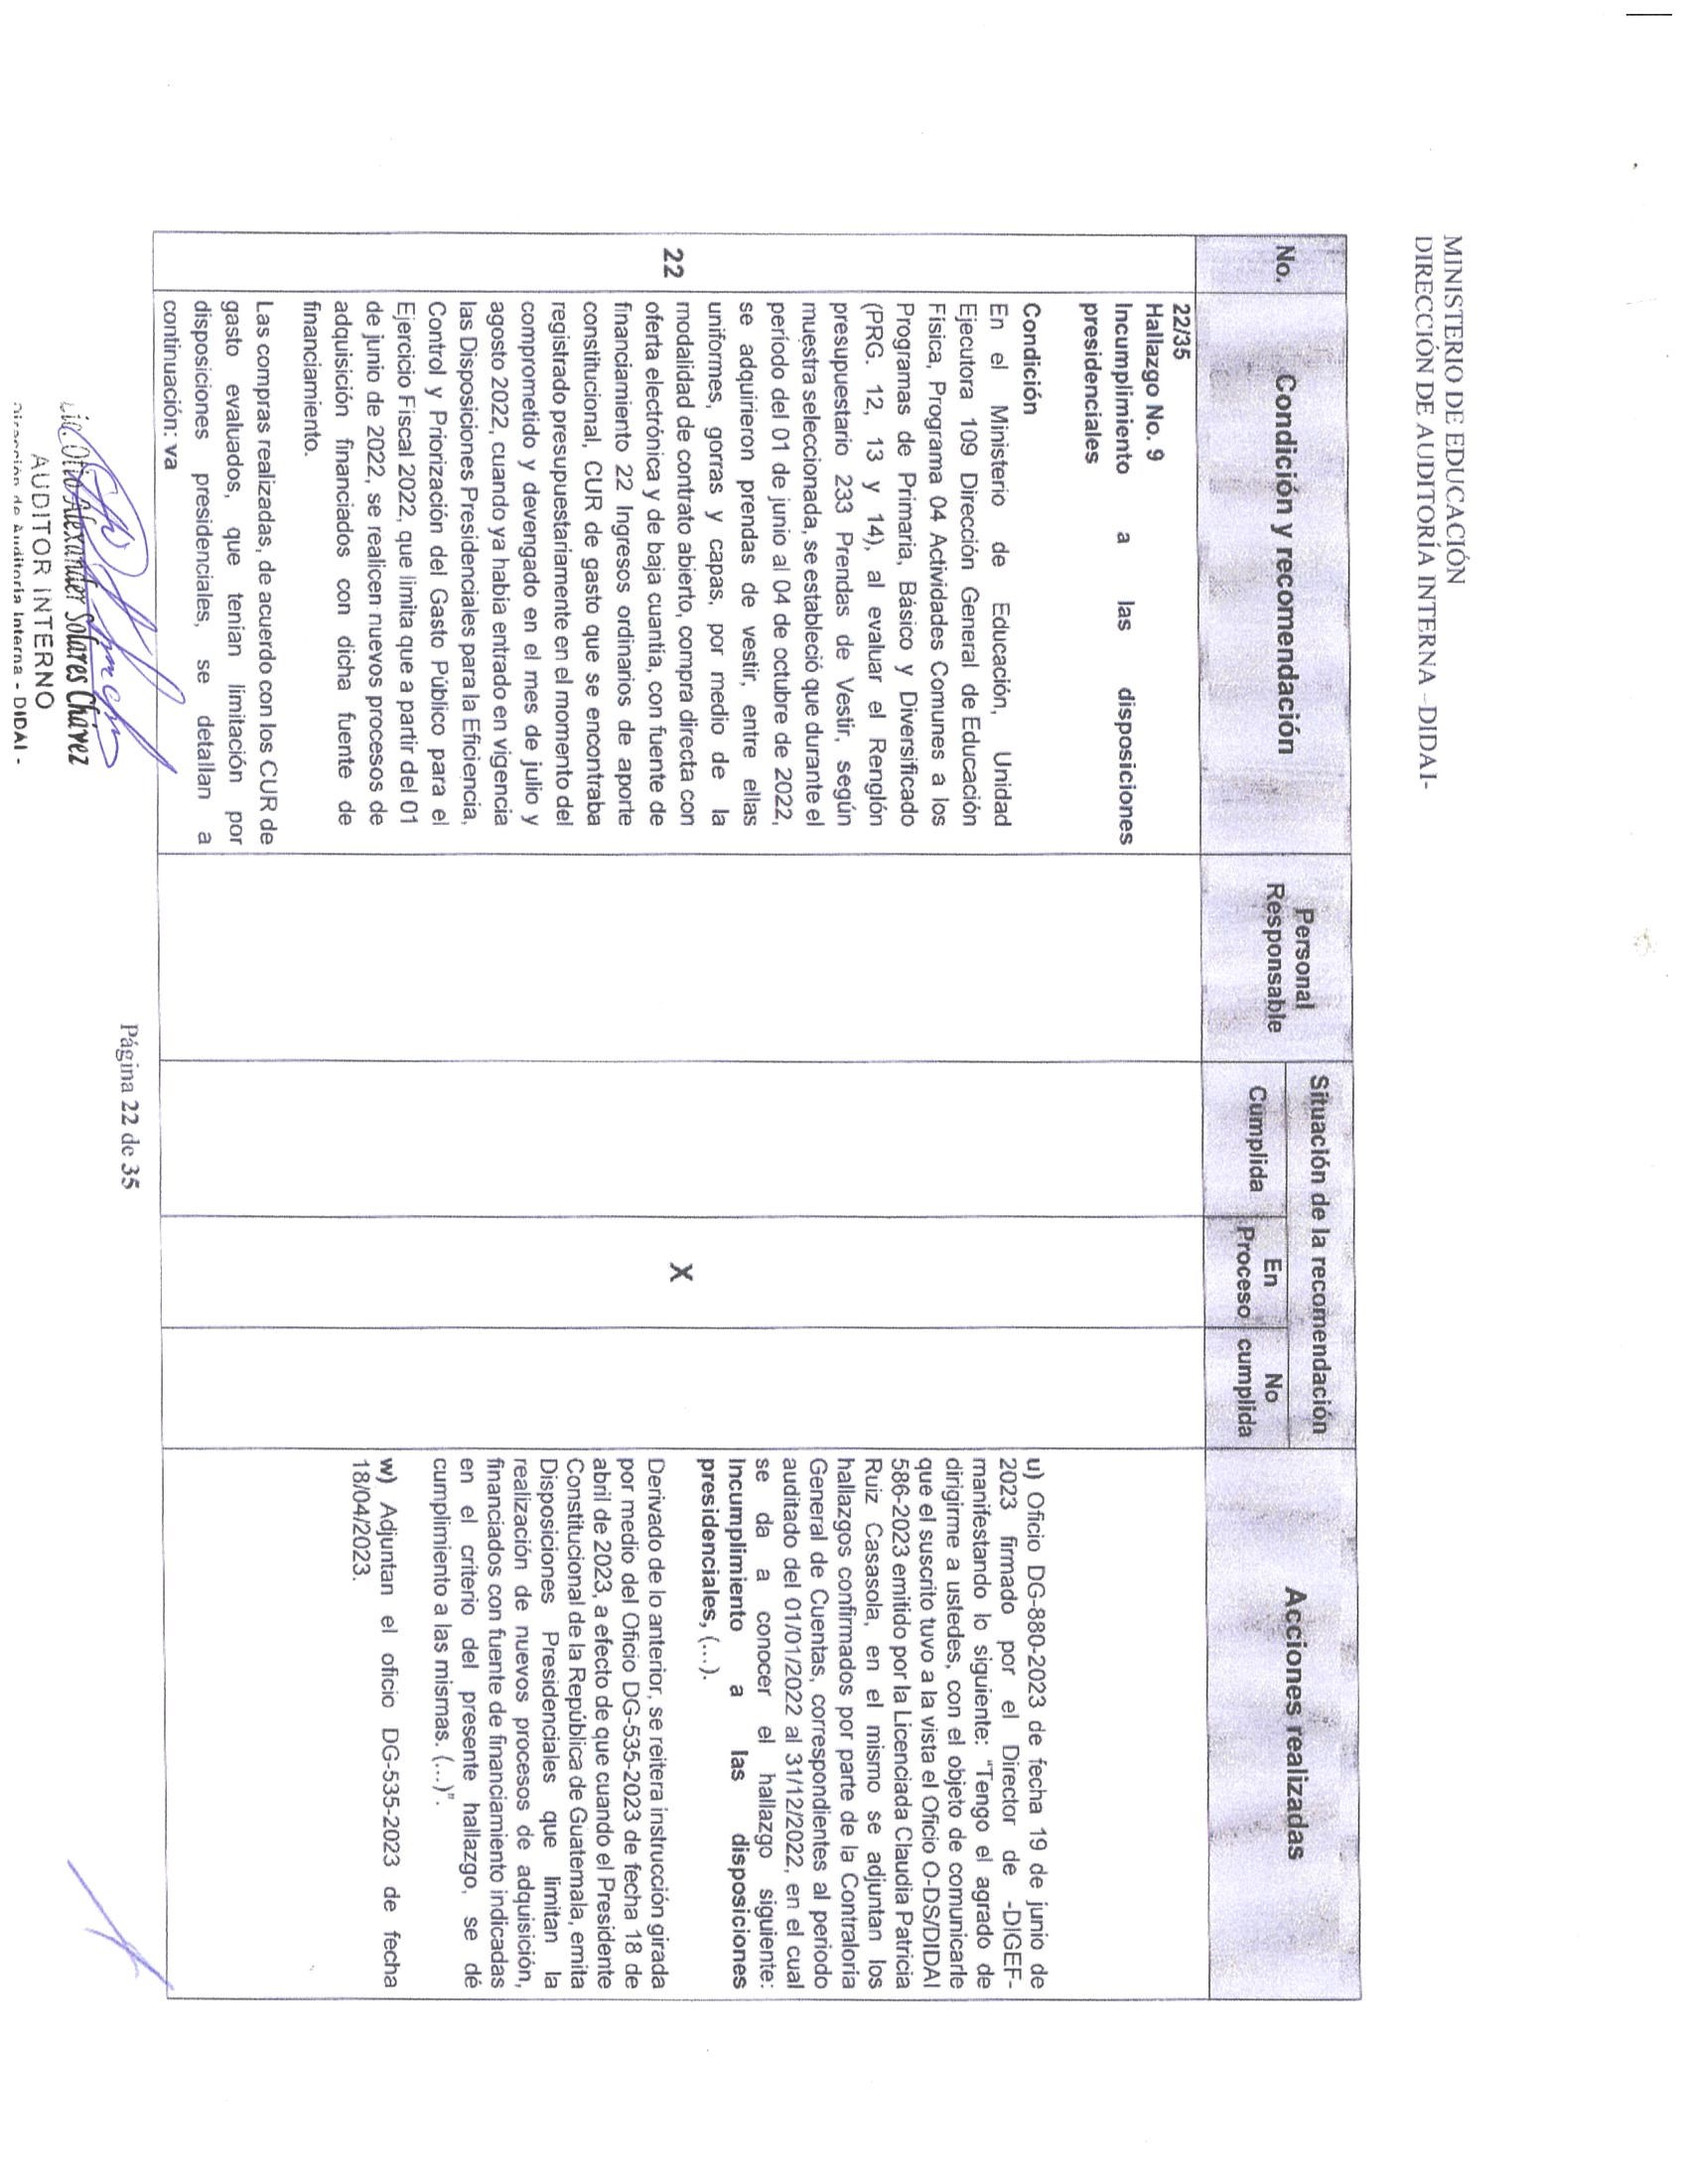 MINISTERIO DE EDUCACIÓN
DIRECCIÓN DE AUDITORÍA INTERNA –DIDAI-
No.
Condición y recomendación
Personal
Responsable
Situación de la recomendación
Cumplida
En
Proceso
No
cumplida
Acciones realizadas
22
22/35
Hallazgo No. 9
Incumplimiento a las disposiciones
presidenciales
Condición
En el Ministerio de Educación, Unidad
Ejecutora 109 Dirección General de Educación
Física, Programa 04 Actividades Comunes a los
Programas de Primaria, Básico y Diversificado
(PRG. 12, 13 y 14), al evaluar el Renglón
presupuestario 233 Prendas de Vestir, según
muestra seleccionada, se estableció que durante el
período del 01 de junio al 04 de octubre de 2022,
se adquirieron prendas de vestir, entre ellas
uniformes, gorras y capas, por medio de la
modalidad de contrato abierto, compra directa con
oferta electrónica y de baja cuantía, con fuente de
financiamiento 22 Ingresos ordinarios de aporte
constitucional, CUR de gasto que se encontraba
registrado presupuestariamente en el momento del
comprometido y devengado en el mes de julio y
agosto 2022, cuando ya había entrado en vigencia
las Disposiciones Presidenciales para la Eficiencia,
Control y Priorización del Gasto Público para el
Ejercicio Fiscal 2022, que limita que a partir del 01
de junio de 2022, se realicen nuevos procesos de
adquisición financiados con dicha fuente de
financiamiento.
Las compras realizadas, de acuerdo con los CUR de
gasto evaluados, que tenían limitación por
disposiciones presidenciales, se detallan a
continuación: va
X
u) Oficio DG-880-2023 de fecha 19 de junio de
2023 firmado por el Director de -DIGEF-
manifestando lo siguiente: "Tengo el agrado de
dirigirme a ustedes, con el objeto de comunicarle
que el suscrito tuvo a la vista el Oficio O-DS/DIDAI
586-2023 emitido por la Licenciada Claudia Patricia
Ruiz Casasola, en el mismo se adjuntan los
hallazgos confirmados por parte de la Contraloría
General de Cuentas, correspondientes al periodo
auditado del 01/01/2022 al 31/12/2022, en el cual
se da a conocer el hallazgo siguiente:
Incumplimiento a las disposiciones
presidenciales, (...).
Derivado de lo anterior, se reitera instrucción girada
por medio del Oficio DG-535-2023 de fecha 18 de
abril de 2023, a efecto de que cuando el Presidente
Constitucional de la República de Guatemala, emita
Disposiciones Presidenciales que limitan la
realización de nuevos procesos de adquisición,
financiados con fuente de financiamiento indicadas
en el criterio del presente hallazgo, se dé
cumplimiento a las mismas. (...)".
w) Adjuntan el oficio DG-535-2023 de fecha
18/04/2023.
Página 22 de 35
Alexander Solares Chávez
AUDITOR INTERNO
Dirección de Auditoría Interna - DIDAI -